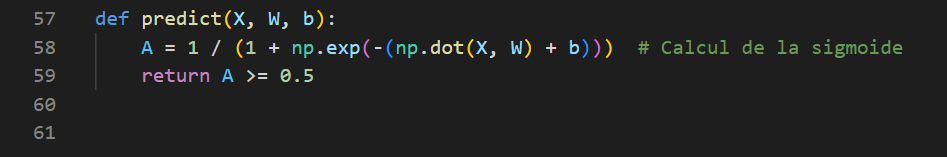 57 def predict(X, W, b):
58     A = 1 / (1 + np.exp(-(np.dot(X, W) + b)))  # Calcul de la sigmoide
59     return A >= 0.5
60
61